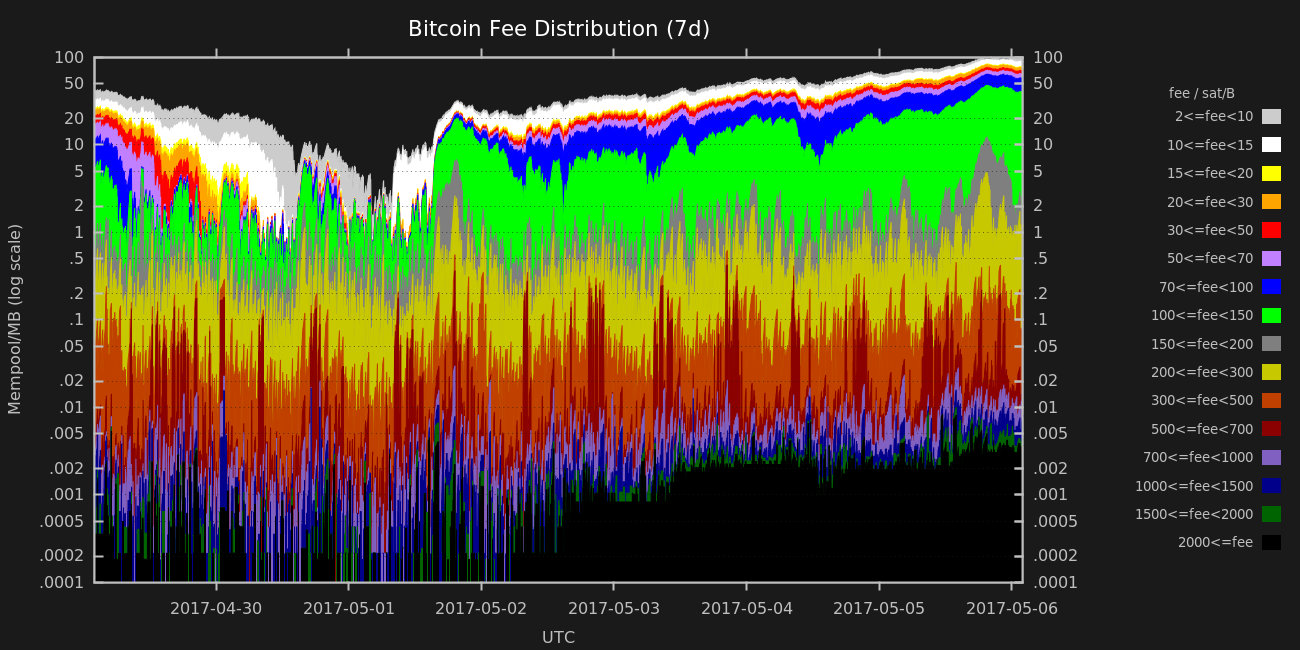 Bitcoin Fee Distribution (7d)
Mempool/MB (log scale)
100
50
20
10
5
2
1
.5
.2
.1
.05
.02
.01
.005
.002
.001
.0005
.0002
.0001
100
50
20
10
5
2
1
.5
.2
.1
.05
.02
.01
.005
.002
.001
.0005
.0002
.0001
2017-04-30 2017-05-01 2017-05-02 2017-05-03 2017-05-04 2017-05-05 2017-05-06
UTC
fee / sat/B
2<=fee<10
10<=fee<15
15<=fee<20
20<=fee<30
30<=fee<50
50<=fee<70
70<=fee<100
100<=fee<150
150<=fee<200
200<=fee<300
300<=fee<500
500<=fee<700
700<=fee<1000
1000<=fee<1500
1500<=fee<2000
2000<=fee